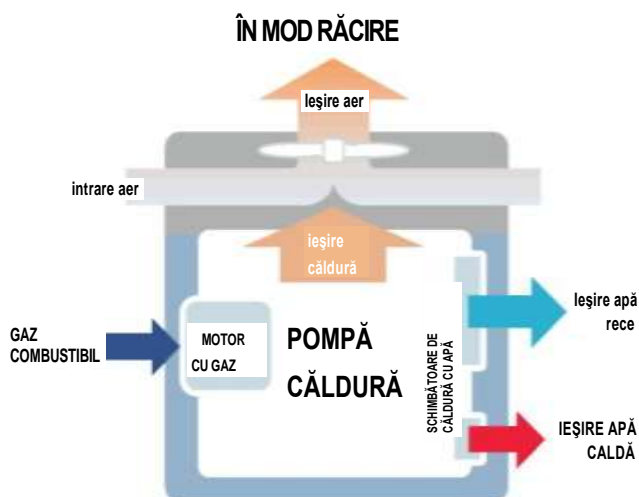 ÎN MOD RĂCIRE
Ieşire aer
intrare aer
ieşire
căldură
GAZ
COMBUSTIBIL
MOTOR
CU GAZ
POMPĂ
CĂLDURĂ
SCHIMBĂTOARE DE
CĂLDURĂ CU APĂ
Ieşire apă
rece
IEŞIRE APĂ
CALDĂ